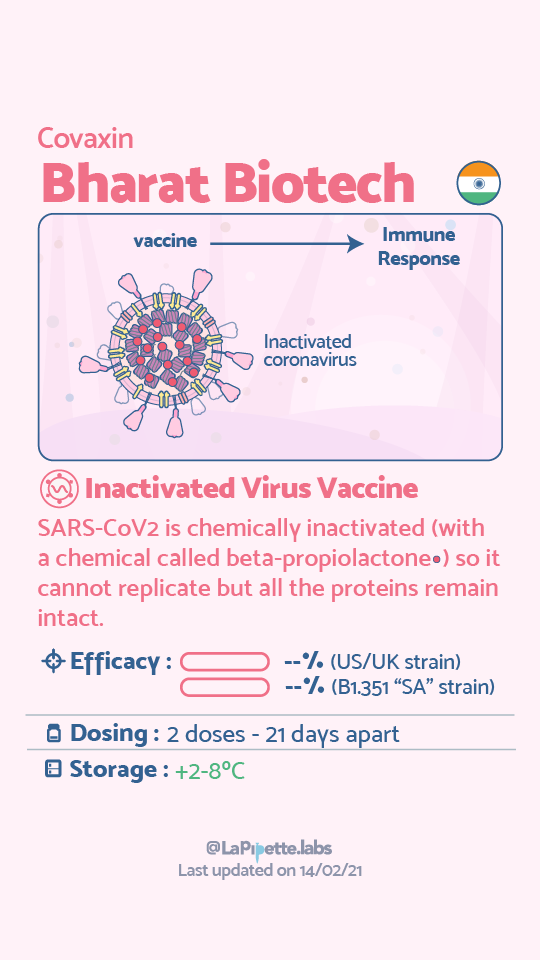 Covaxin
Bharat Biotech
vaccine
Immune
Response
Inactivated
coronavirus
Inactivated Virus Vaccine
SARS-CoV2 is chemically inactivated (with
a chemical called beta-propiolactone•) so it
cannot replicate but all the proteins remain
intact.
Efficacy : --% (US/UK strain)
--% (B1.351 “SA” strain)
Dosing : 2 doses - 21 days apart
Storage : +2-8°C
@LaPipette.labs
Last updated on 14/02/21